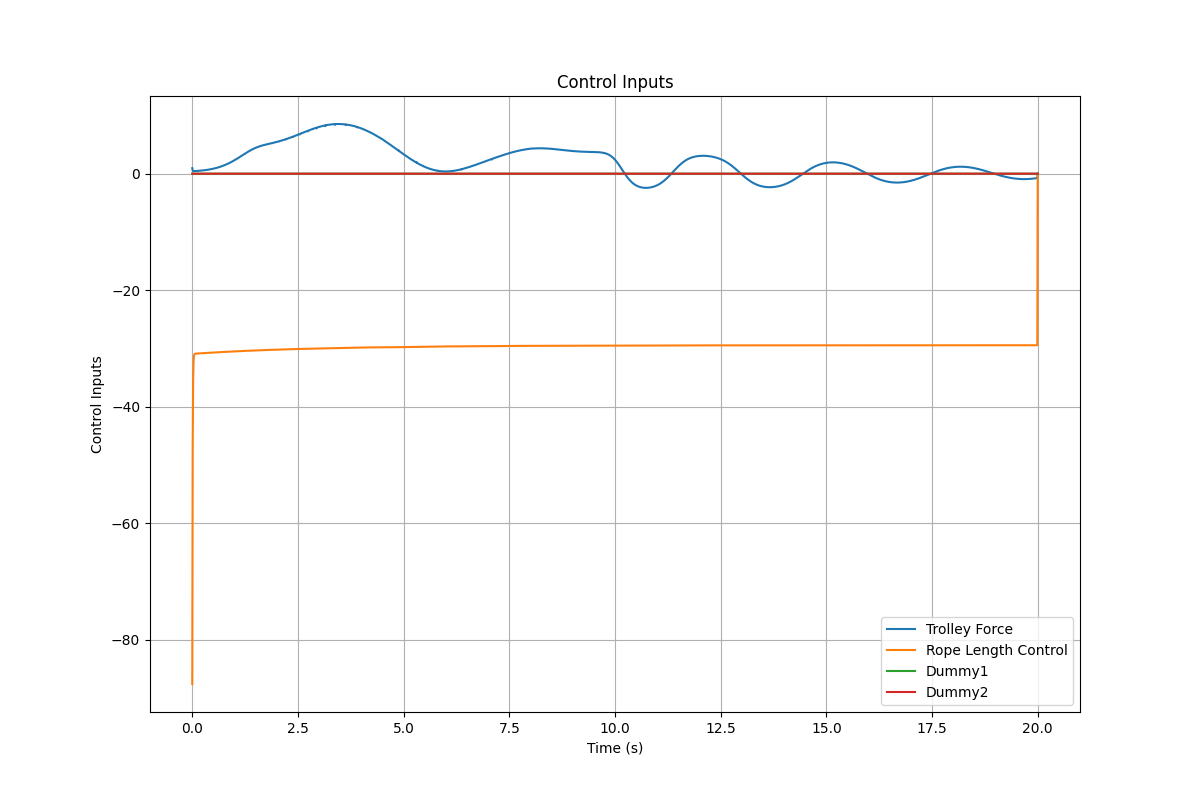 Control Inputs
Control Inputs
0
−20
−40
−60
−80
0.0 2.5 5.0 7.5 10.0 12.5 15.0 17.5 20.0
Time (s)
Trolley Force
Rope Length Control
Dummy1
Dummy2